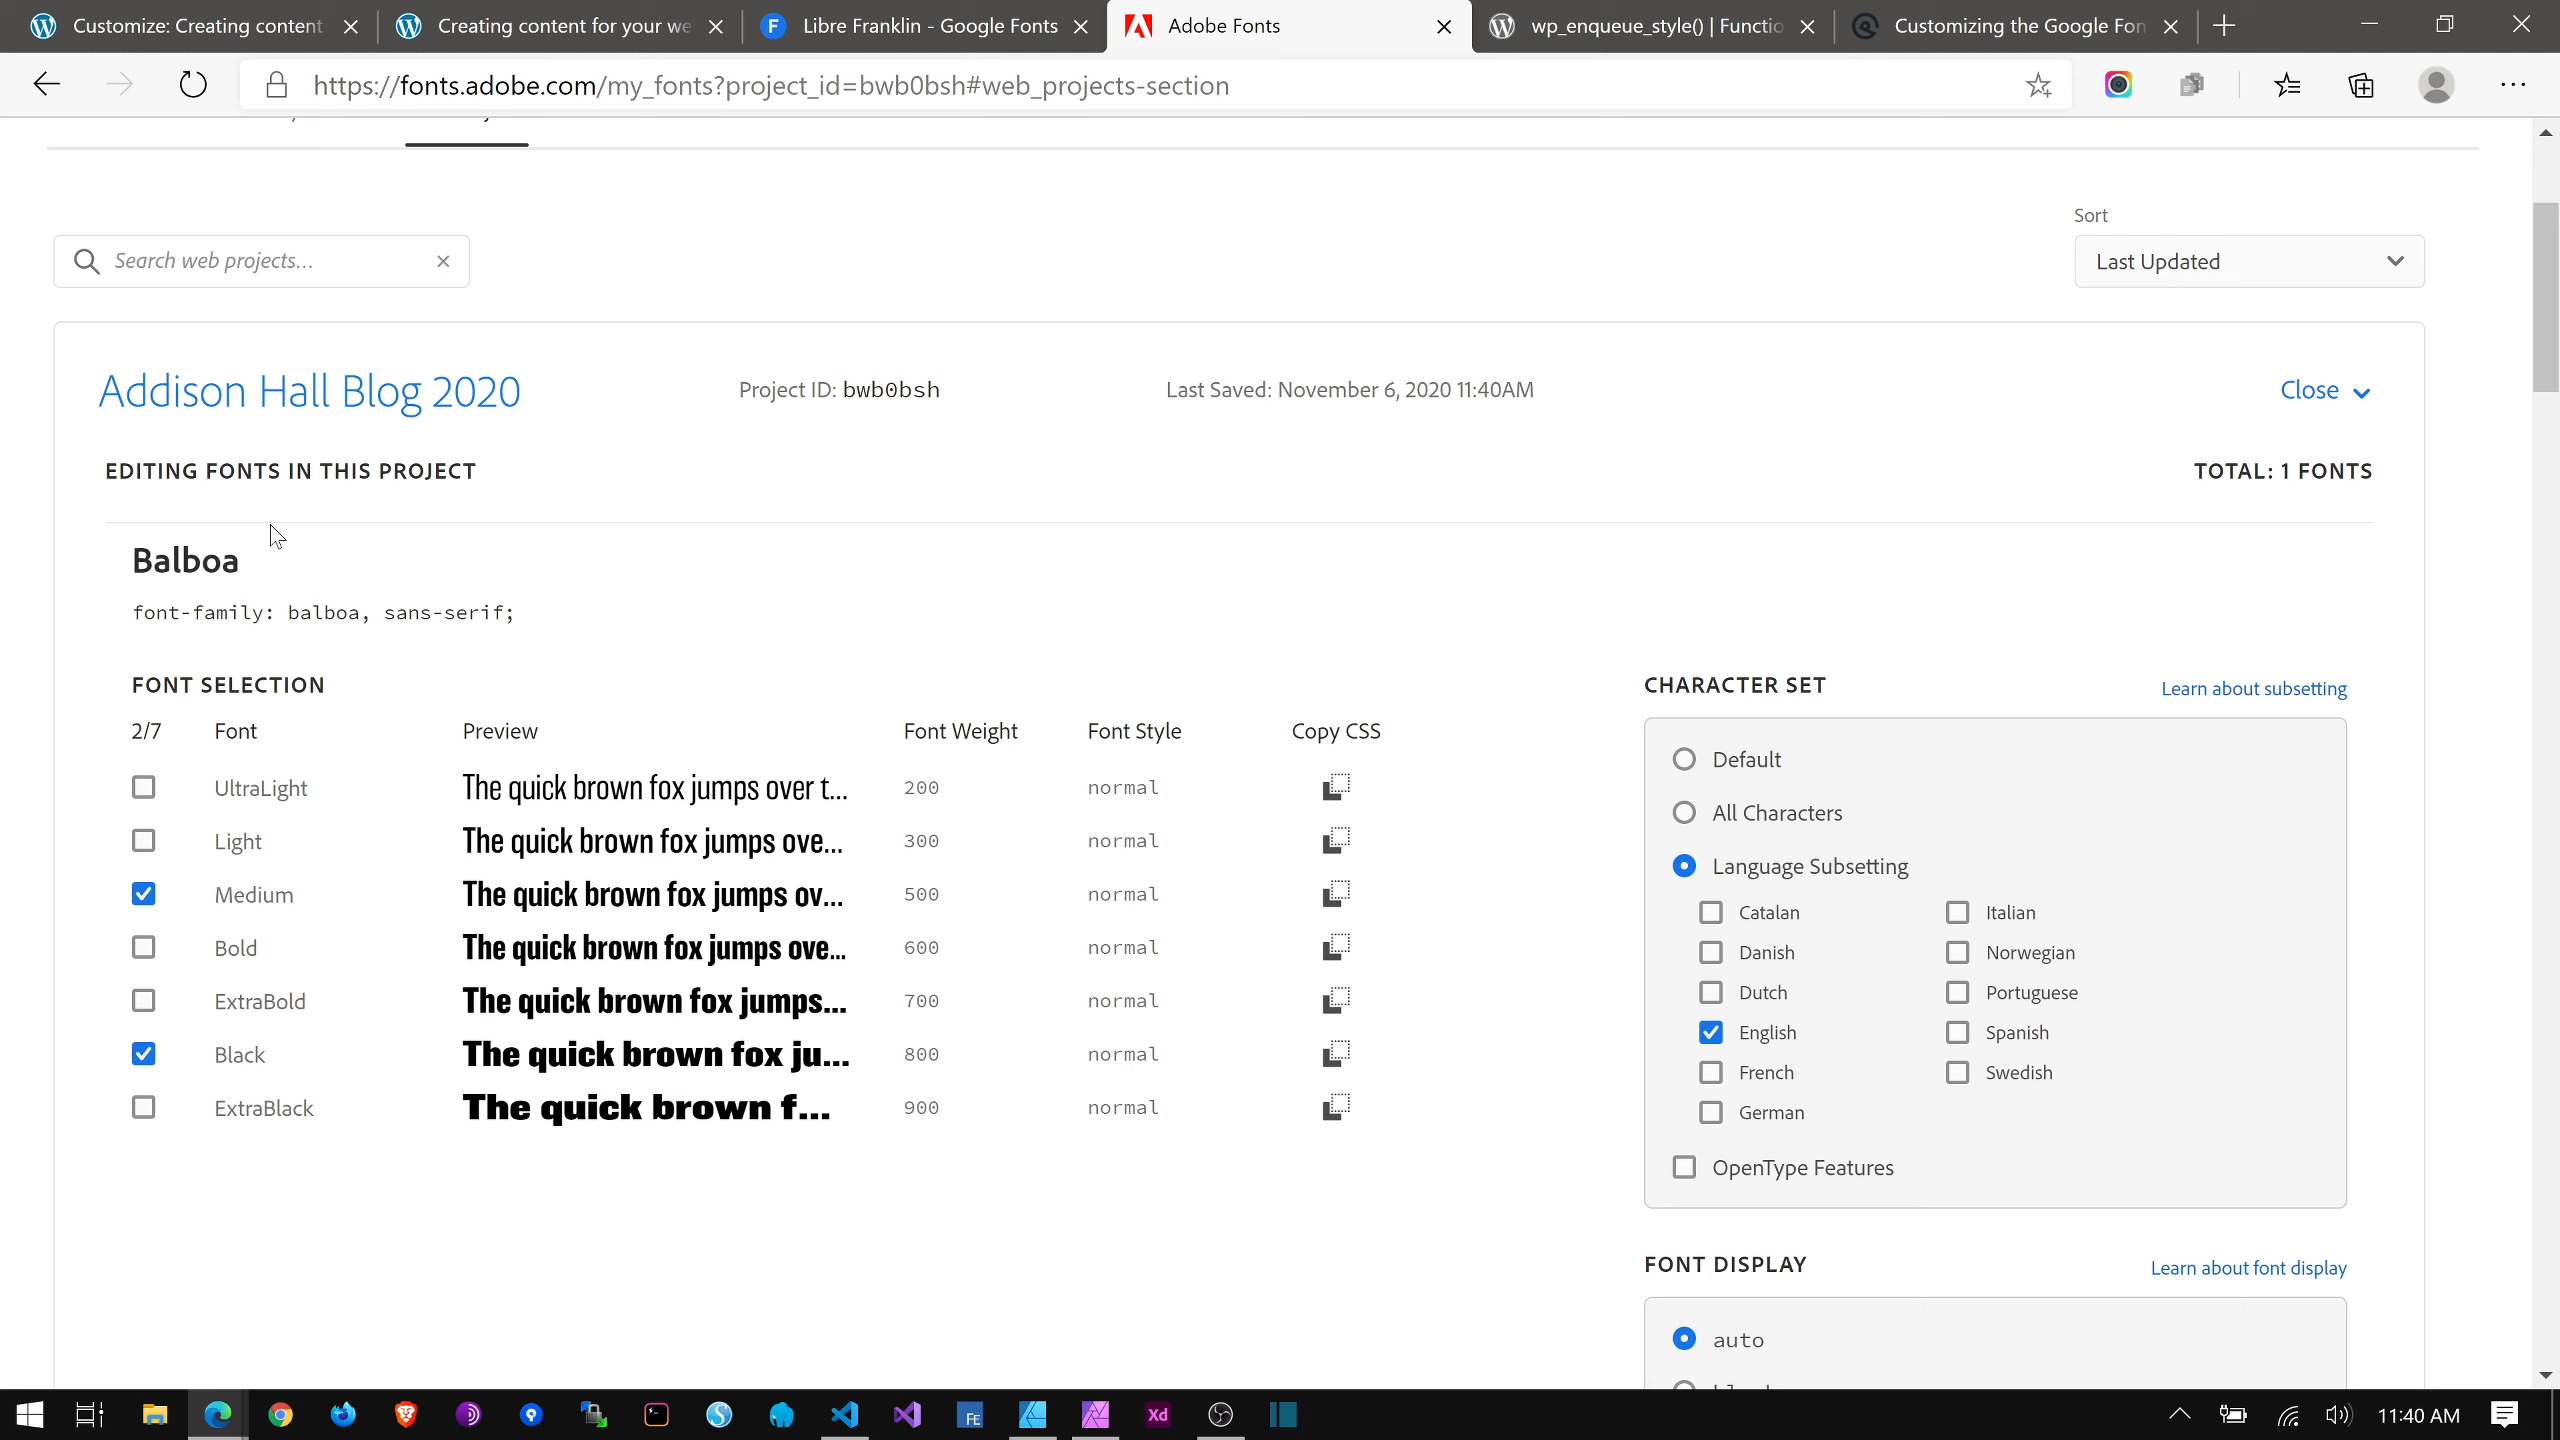 Customize: Creating content
Creating content for your we
Libre Franklin - Google Fonts
Adobe Fonts
wp_enqueue_style() | Functio
Customizing the Google Fon
https://fonts.adobe.com/my_fonts?project_id=bwb0bsh#web_projects-section
Sort
Search web projects...
Last Updated
Addison Hall Blog 2020
Project ID: bwb0bsh
Last Saved: November 6, 2020 11:40AM
Close
EDITING FONTS IN THIS PROJECT
TOTAL: 1 FONTS
Balboa
font-family: balboa, sans-serif;
FONT SELECTION
2/7 Font Preview Font Weight Font Style Copy CSS
UltraLight The quick brown fox jumps over t... 200 normal
Light The quick brown fox jumps ove... 300 normal
Medium The quick brown fox jumps ov... 500 normal
Bold The quick brown fox jumps ove... 600 normal
ExtraBold The quick brown fox jumps... 700 normal
Black The quick brown fox ju... 800 normal
ExtraBlack The quick brown f... 900 normal
CHARACTER SET
Learn about subsetting
Default
All Characters
Language Subsetting
Catalan
Danish
Dutch
English
French
German
Italian
Norwegian
Portuguese
Spanish
Swedish
OpenType Features
FONT DISPLAY
Learn about font display
auto
FE
Xd
11:40 AM